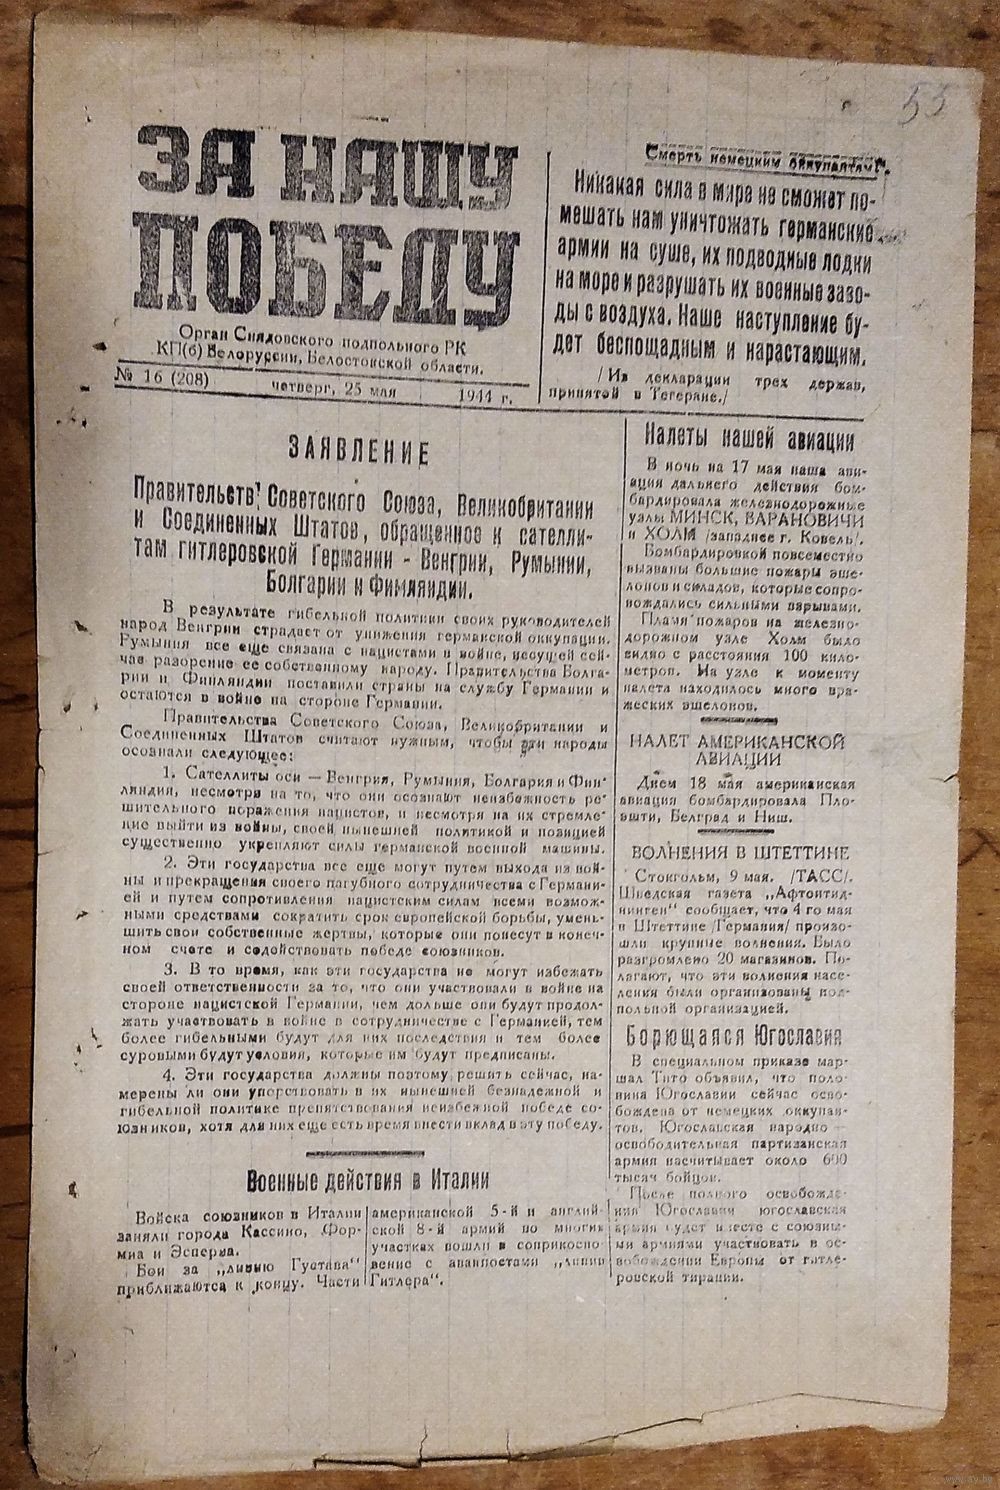 55
ЗА НАШУ
ПОБЕДУ
Орган Снядовского подпольного РК
КП(б) Белоруссии, Белостокской области.
№ 16 (208) четверг, 25 мая 1944 г.
Смерть немецким оккупантам!
Никакая сила в мире не сможет по-
мешать нам уничтожать германские
армии на суше, их подводные лодки
на море и разрушать их военные заво-
ды с воздуха. Наше наступление бу-
дет беспощадным и нарастающим.
/Из декларации трех держав,
принятой в Тегеране./
ЗАЯВЛЕНИЕ
Правительств Советского Союза, Великобритании
и Соединенных Штатов, обращенное к сателли-
там гитлеровской Германии - Венгрии, Румынии,
Болгарии и Финляндии.
В результате гибельной политики своих руководителей
народ Венгрии страдает от унижения германской оккупации.
Румыния все еще связана с нацистами в войне, несущей сей-
час разорение ее собственному народу. Правительства Болга-
рии и Финляндии поставили страны на службу Германии и
остаются в войне на стороне Германии.
Правительства Советского Союза, Великобритании и
Соединенных Штатов считают нужным, чтобы эти народы
осознали следующее:
1. Сателлиты оси — Венгрия, Румыния, Болгария и Фин-
ляндия, несмотря на то, что они осознают неизбежность ре-
шительного поражения нацистов, и несмотря на их стремле-
ние выйти из войны, своей нынешней политикой и позицией
существенно укрепляют силы германской военной машины.
2. Эти государства все еще могут путем выхода из вой-
ны и прекращения своего пагубного сотрудничества с Германи-
ей и путем сопротивления нацистским силам всеми возмож-
ными средствами сократить срок европейской борьбы, умень-
шить свои собственные жертвы, которые они понесут в конеч-
ном счете и содействовать победе союзников.
3. В то время, как эти государства не могут избежать
своей ответственности за то, что они участвовали в войне на
стороне нацистской Германии, чем дольше они будут продол-
жать участвовать в войне в сотрудничестве с Германией, тем
более гибельными будут для них последствия и тем более
суровыми будут условия, которые им будут предписаны.
4. Эти государства должны поэтому решить сейчас, на-
мерены ли они упорствовать в их нынешней безнадежной и
гибельной политике препятствования неизбежной победе со-
юзников, хотя для них еще есть время внести вклад в эту победу.
Военные действия в Италии
Войска союзников в Италии
заняли города Кассино, Фор-
миа и Эсперва.
Бои за „линию Густава“
приближаются к концу. Части
американской 5-й и англий-
ской 8-й армий во многих
участках вошли в соприкосно-
вение с аванпостами „линии
Гитлера“.
Налеты нашей авиации
В ночь на 17 мая наша ави-
ация дальнего действия бом-
бардировала железнодорожные
узлы МИНСК, БАРАНОВИЧИ
и ХОЛМ /западнее г. Ковель/.
Бомбардировкой повсеместно
вызваны большие пожары эше-
лонов и складов, которые сопро-
вождались сильными взрывами.
Пламя пожаров на железно-
дорожном узле Холм было
видно с расстояния 100 кило-
метров. На узле к моменту
налета находилось много вра-
жеских эшелонов.
НАЛЕТ АМЕРИКАНСКОЙ
АВИАЦИИ
Днем 18 мая американская
авиация бомбардировала Пло-
эшти, Белград и Ниш.
ВОЛНЕНИЯ В ШТЕТТИНЕ
Стокгольм, 9 мая. /ТАСС/.
Шведская газета „Афтонтид-
нинген“ сообщает, что 4 го мая
в Штеттине /Германия/ произо-
шли крупные волнения. Было
разгромлено 20 магазинов. По-
лагают, что эти волнения насе-
ления были организованы под-
польной организацией.
Борющаяся Югославия
В специальном приказе мар-
шал Тито объявил, что поло-
вина Югославии сейчас осво-
бождена от немецких оккупан-
тов. Югославская народно —
освободительная партизанская
армия насчитывает около 600
тысяч бойцов.
После полного освобожде-
ния Югославии югославская
армия будет вместе с союзны-
ми армиями участвовать в ос-
вобождении Европы от гитле-
ровской тирании.
www.ay.by